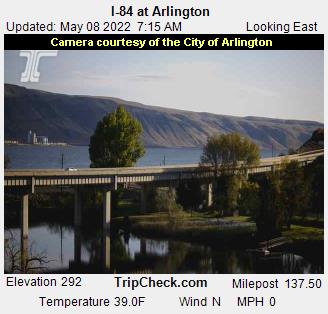 I-84 at Arlington
Updated: May 08 2022 7:15 AM Looking East
Camera courtesy of the City of Arlington
Elevation 292 TripCheck.com Milepost 137.50
Temperature 39.0F Wind N MPH 0